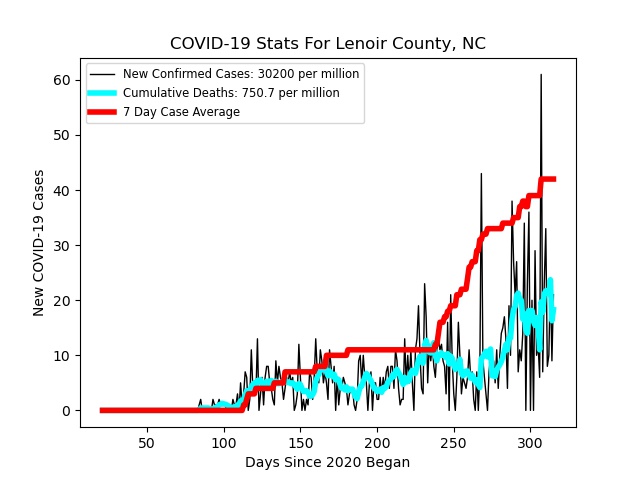 COVID-19 Stats For Lenoir County, NC
New Confirmed Cases: 30200 per million
Cumulative Deaths: 750.7 per million
7 Day Case Average
60
50
40
30
20
10
0
New COVID-19 Cases
50 100 150 200 250 300
Days Since 2020 Began